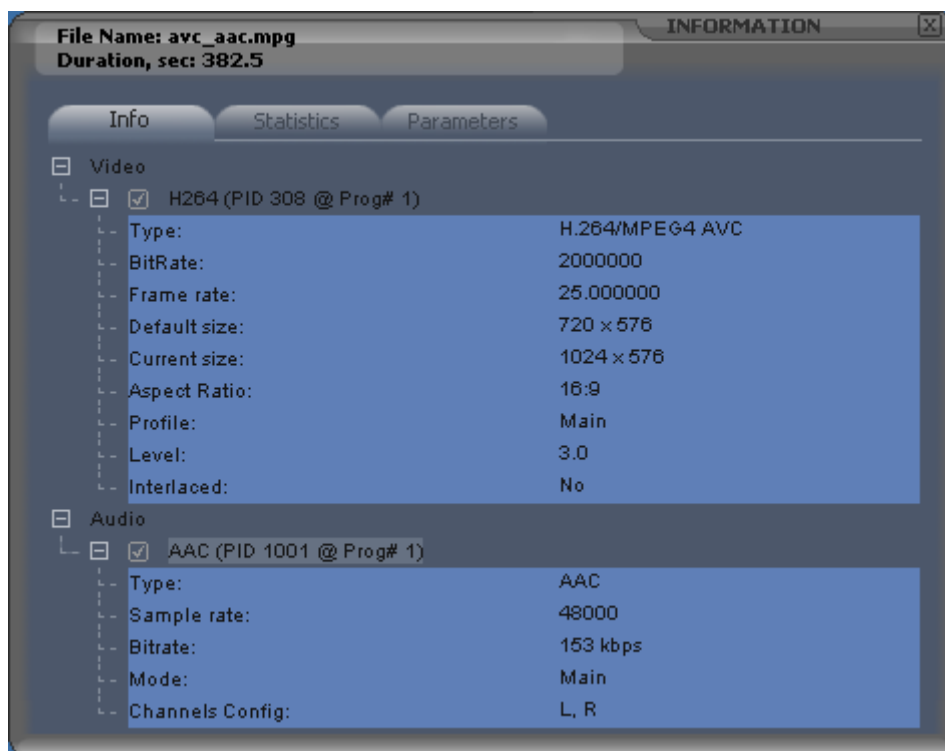 INFORMATION
File Name: avc_aac.mpg
Duration, sec: 382.5
Info Statistics Parameters
Video
H264 (PID 308 @ Prog# 1)
Type: H.264/MPEG4 AVC
BitRate: 2000000
Frame rate: 25.000000
Default size: 720 x 576
Current size: 1024 x 576
Aspect Ratio: 16:9
Profile: Main
Level: 3.0
Interlaced: No
Audio
AAC (PID 1001 @ Prog# 1)
Type: AAC
Sample rate: 48000
Bitrate: 153 kbps
Mode: Main
Channels Config: L, R